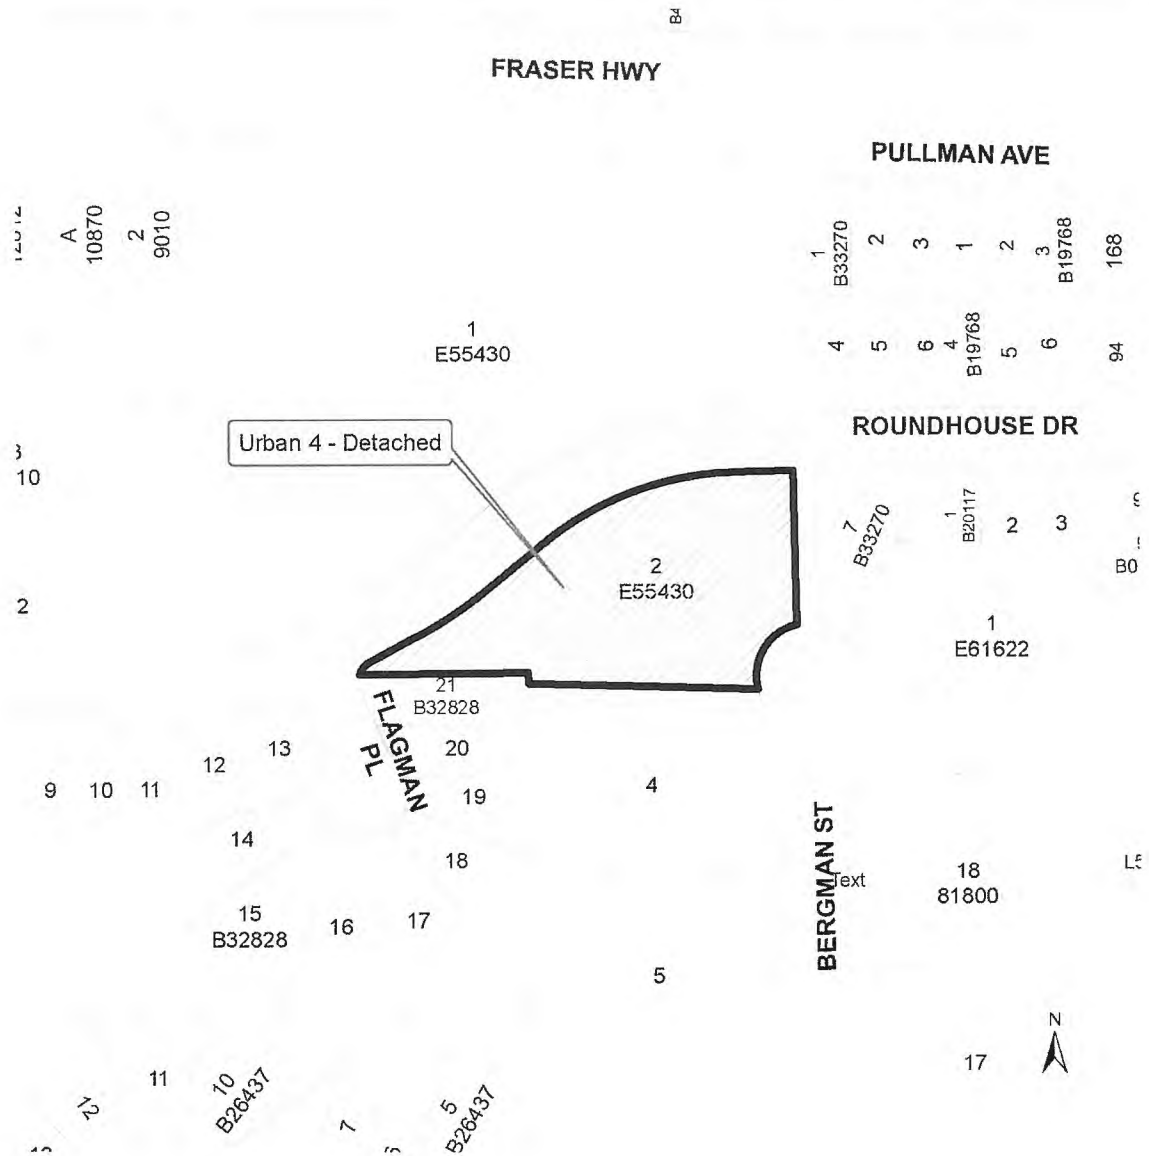 B4
FRASER HWY
PULLMAN AVE
A
10870
2
9010
1
B33270
2
3
1
2
3
B19768
168
1
E55430
4
5
6
4
B19768
5
6
94
ROUNDHOUSE DR
Urban 4 - Detached
10
7
B33270
1
B20117
2
3
2
E55430
B0
2
1
E61622
21
B32828
FLAGMAN
PL
20
13
12
9
10
11
19
4
14
18
BERGMAN ST
Text
18
81800
15
B32828
16
17
5
N
17
11
10
B26437
12
7
5
B26437